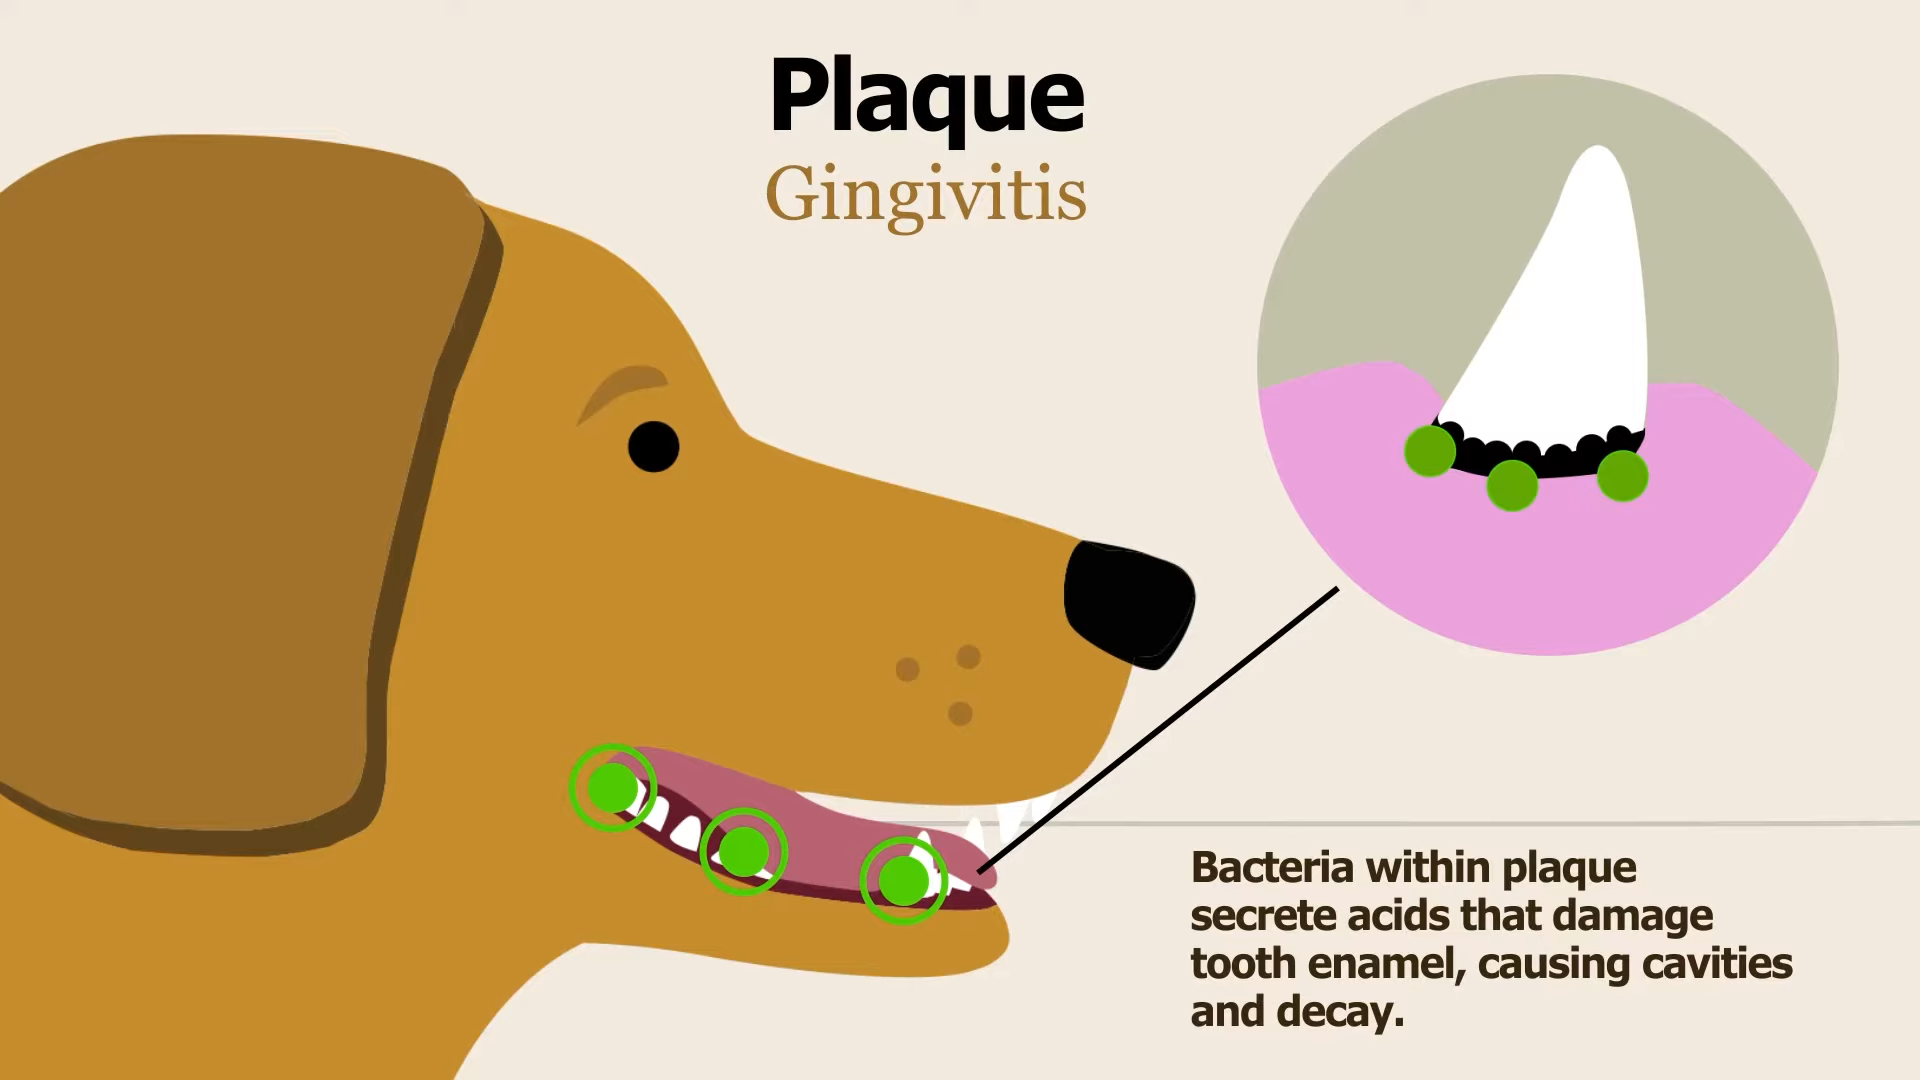 Plaque
Gingivitis
Bacteria within plaque
secrete acids that damage
tooth enamel, causing cavities
and decay.